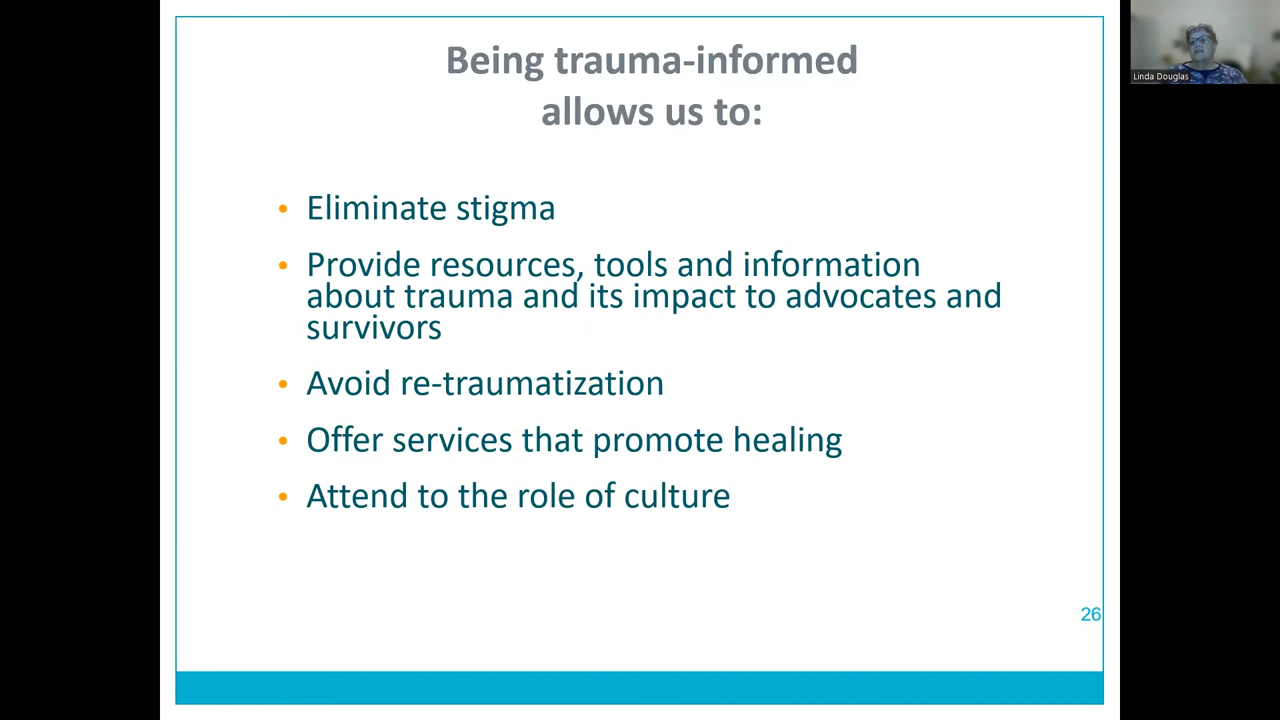 Being trauma-informed
allows us to:
• Eliminate stigma
• Provide resources, tools and information
about trauma and its impact to advocates and
survivors
• Avoid re-traumatization
• Offer services that promote healing
• Attend to the role of culture
26
Linda Douglas